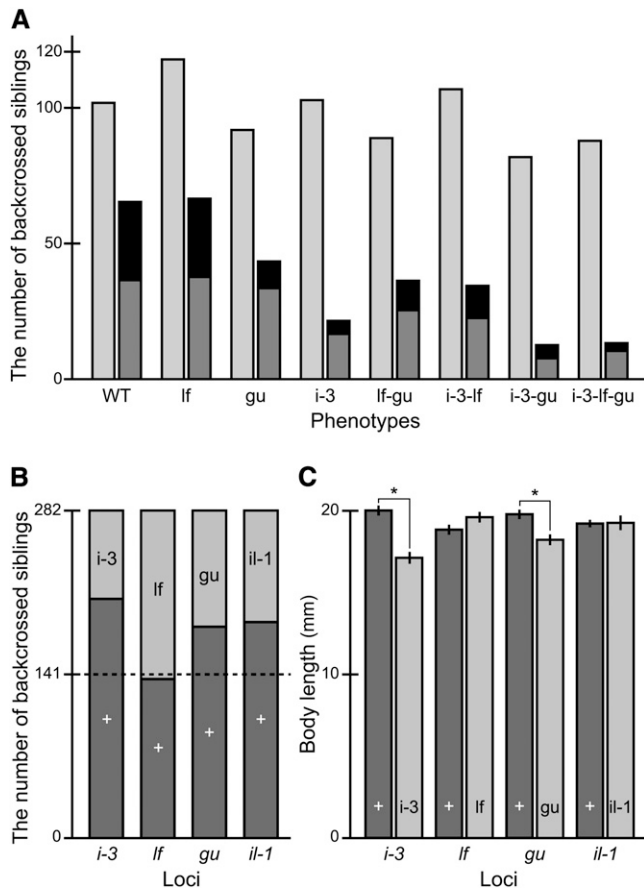 A
The number of backcrossed siblings
120
100
50
0
WT lf gu i-3 lf-gu i-3-lf i-3-gu i-3-lf-gu
Phenotypes
B
The number of backcrossed siblings
282
141
0
i-3 lf gu il-1
+ + + +
i-3 lf gu il-1
Loci
C
Body length (mm)
20
10
0
* *
+ i-3 + lf + gu + il-1
i-3 lf gu il-1
Loci